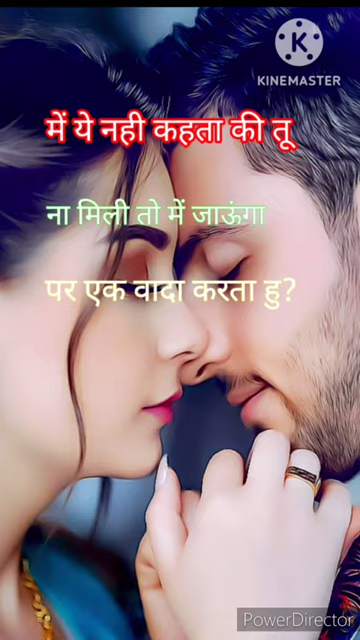 KINEMASTER
में ये नही कहता की तू
ना मिली तो में जाऊंगा
पर एक वादा करता हु?
PowerDirector